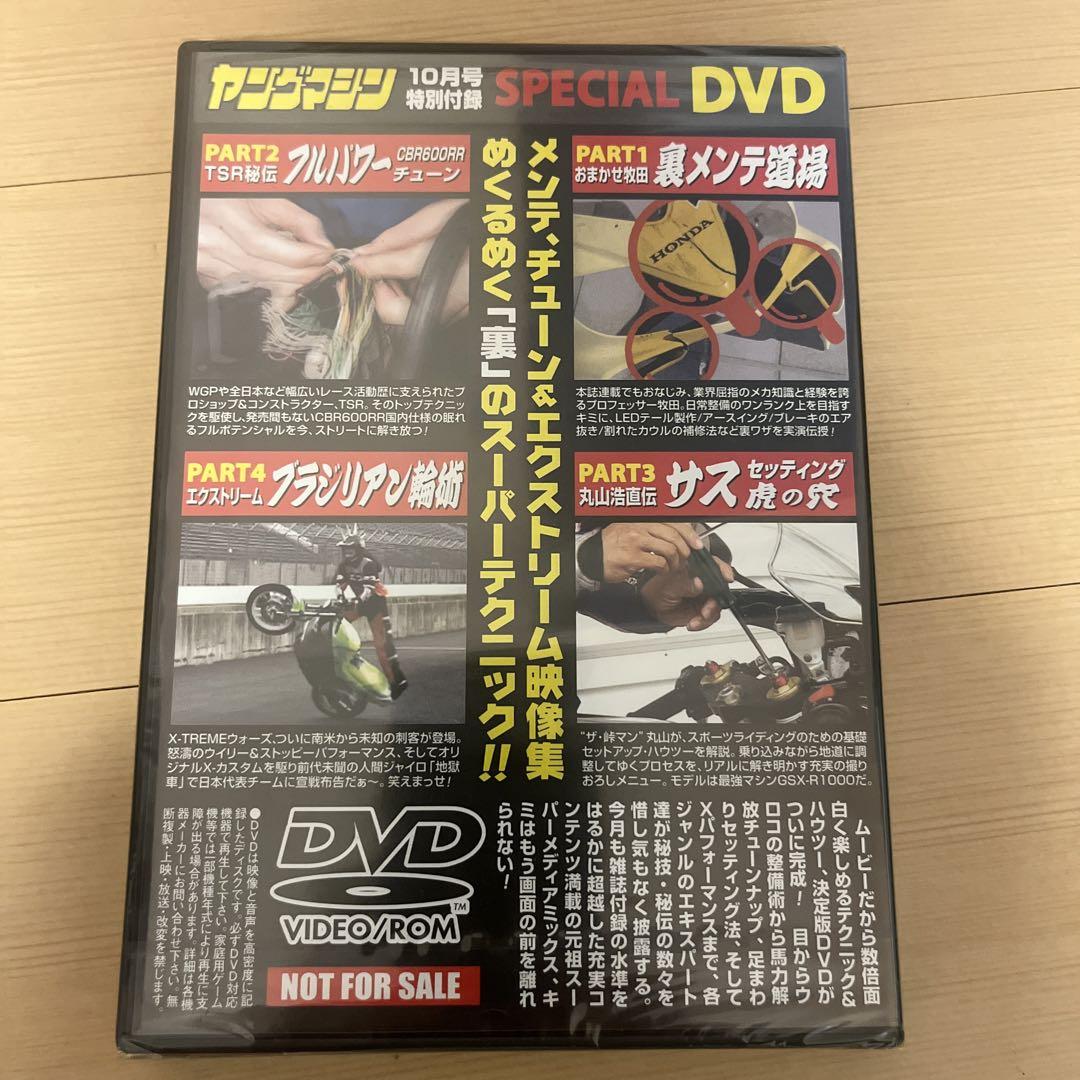 ヤングマシン
10月号
特別付録
SPECIAL DVD
メンテ、チューン&エクストリーム映像集
めくるめく「裏」のスーパーテクニック!!
PART1
おまかせ牧田
裏メンテ道場
HONDA
本誌連載でもおなじみ、業界屈指のメカ知識と経験を誇
るプロフェッサー牧田。日常整備のワンランク上を目指す
キミに、LEDテール製作/アースイング/ブレーキのエア
抜き/割れたカウルの補修法など裏ワザを実演伝授!
PART2
TSR秘伝
フルパワー
CBR600RR
チューン
WGPや全日本など幅広いレース活動歴に支えられたプ
ロショップ&コンストラクター、TSR。そのトップテクニッ
クを駆使し、発売間もないCBR600RR国内仕様の眠れ
るフルポテンシャルを今、ストリートに解き放つ!
PART3
丸山浩直伝
サス
セッティング
虎の穴
“ザ・峠マン”丸山が、スポーツライディングのための基礎
セットアップ・ハウツーを解説。乗り込みながら地道に調
整してゆくプロセスを、リアルに解き明かす充実の撮り
おろしメニュー。モデルは最強マシンGSX-R1000だ。
PART4
エクストリーム
ブラジリアン輪術
X-TREMEウォーズ、ついに南米から未知の刺客が登場。
怒濤のウイリー&ストッピーパフォーマンス、そしてオリ
ジナルX-カスタムを駆り前代未聞の人間ジャイロ「地獄
車」で日本代表チームに宣戦布告だぁ〜。笑えまっせ!
ムービーだから数倍面
白く楽しめるテクニック&
ハウツー、決定版DVDが
ついに完成! 目からウ
ロコの整備術から馬力解
放チューンナップ、足まわ
りセッティング法、そして
Xパフォーマンスまで、各
ジャンルのエキスパート
達が秘技・秘伝の数々を
惜し気もなく披露する。
今月も雑誌付録の水準を
はるかに超越した充実コ
ンテンツ満載の元祖スー
パーメディアミックス、キ
ミはもう画面の前を離れ
られない!
DVD
VIDEO/ROM
TM
NOT FOR SALE
●DVDは映像と音声を高密度に記
録したディスクです。必ずDVD対応
機器で再生して下さい。家庭用ゲーム
機等では一部機種・年式により再生に支
障が出る場合があります。詳細は各機
器メーカーにお問い合わせ下さい。無
断複製・上映・放送・改変を禁じます。